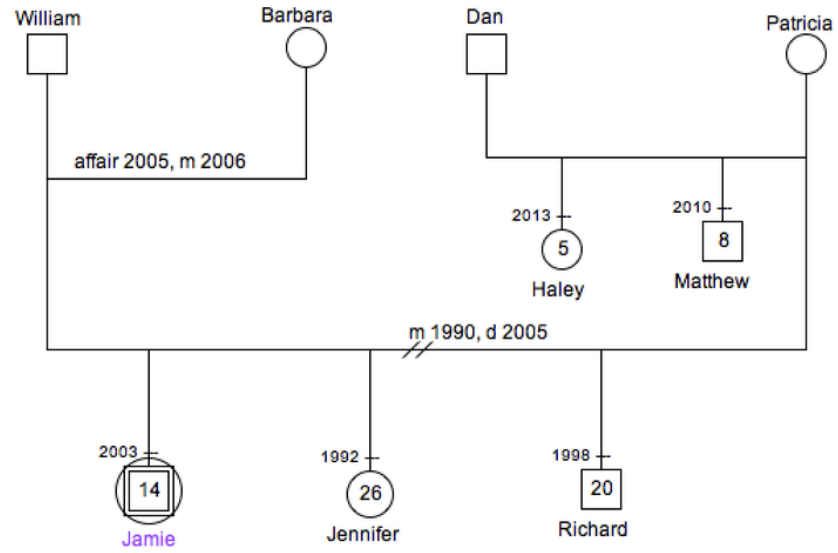 William
Barbara
Dan
Patricia
affair 2005, m 2006
2013
2010
5
8
Haley
Matthew
m 1990, d 2005
2003
1992
1998
14
26
20
Jamie
Jennifer
Richard